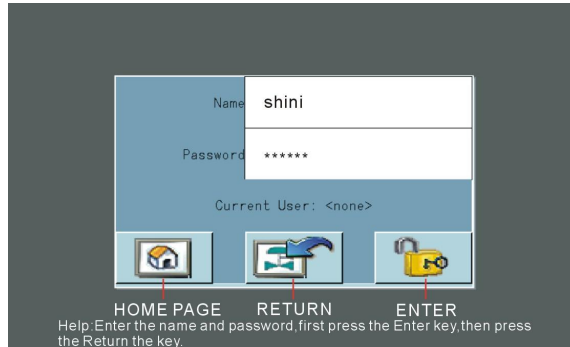 Name shini
Password ******
Current User: <none>
HOME PAGE RETURN ENTER
Help:Enter the name and password,first press the Enter key,then press
the Return the key.